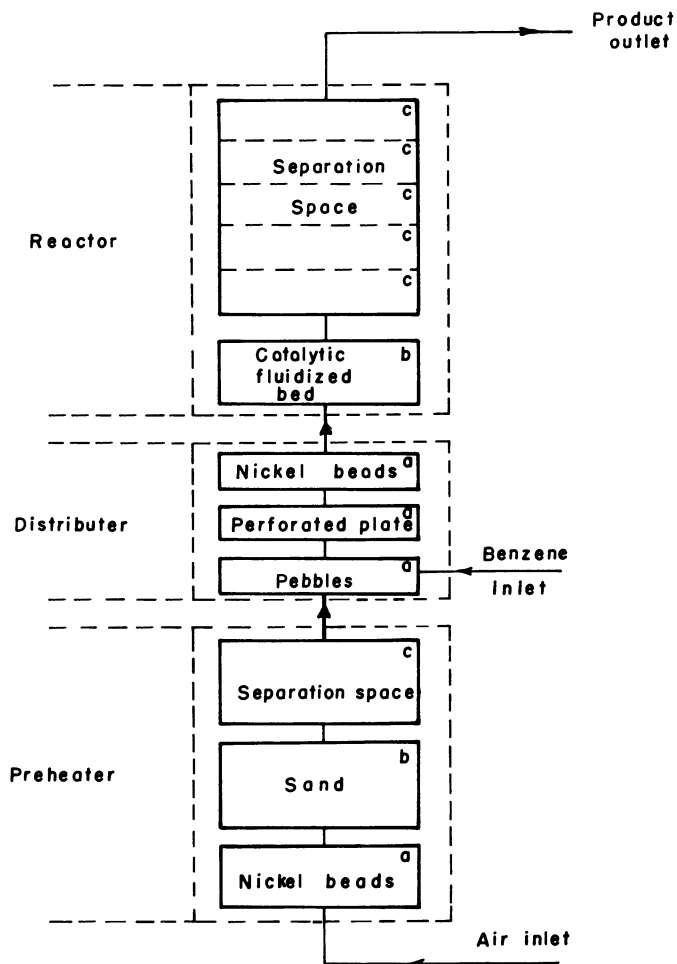 Product
outlet
c
c
Separation
c
Space
c
Reactor
c
Catalytic b
fluidized
bed
Nickel beads a
Distributer
Perforated plate a
Benzene
a
Pebbles
inlet
c
Separation space
b
Preheater
Sand
a
Nickel beads
Air inlet